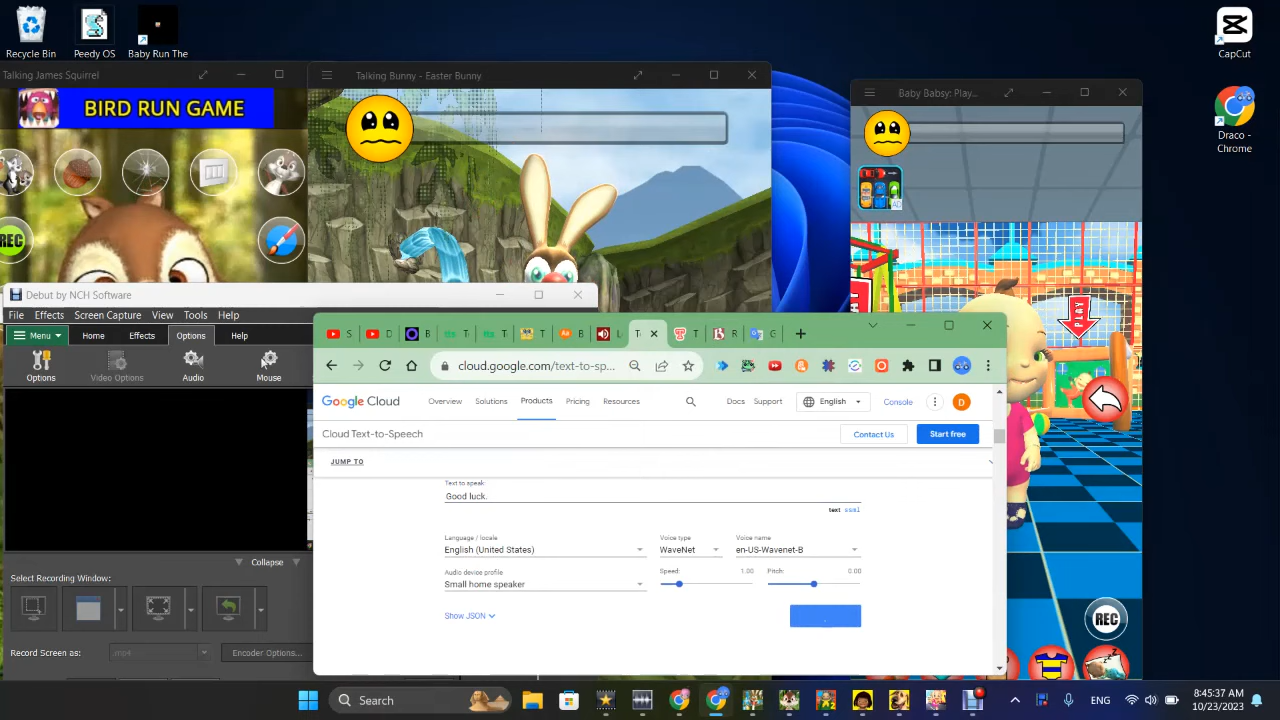 Recycle Bin
Peedy OS
Baby Run The
CapCut
Draco -
Chrome
Talking James Squirrel
BIRD RUN GAME
REC
Talking Bunny - Easter Bunny
Baby Babsy: Play...
AD
PLAY
REC
Debut by NCH Software
File Effects Screen Capture View Tools Help
Menu Home Effects Options Help
Options Video Options Audio Mouse
Collapse
Select Recording Window:
Record Screen as: .mp4 Encoder Options...
S D B T T T B L T T R G
cloud.google.com/text-to-sp...
Google Cloud Overview Solutions Products Pricing Resources Docs Support English Console D
Cloud Text-to-Speech Contact Us Start free
JUMP TO
Text to speak:
Good luck.
text ssml
Language / locale Voice type Voice name
English (United States) WaveNet en-US-Wavenet-B
Audio device profile Speed: 1.00 Pitch: 0.00
Small home speaker
Show JSON
Search
ENG
8:45:37 AM
10/23/2023